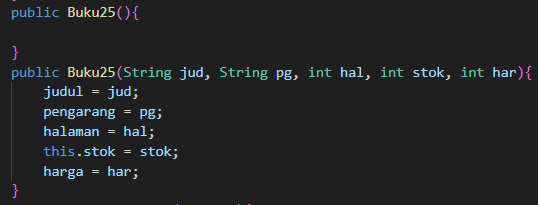 public Buku25(){
}
public Buku25(String jud, String pg, int hal, int stok, int har){
judul = jud;
pengarang = pg;
halaman = hal;
this.stok = stok;
harga = har;
}